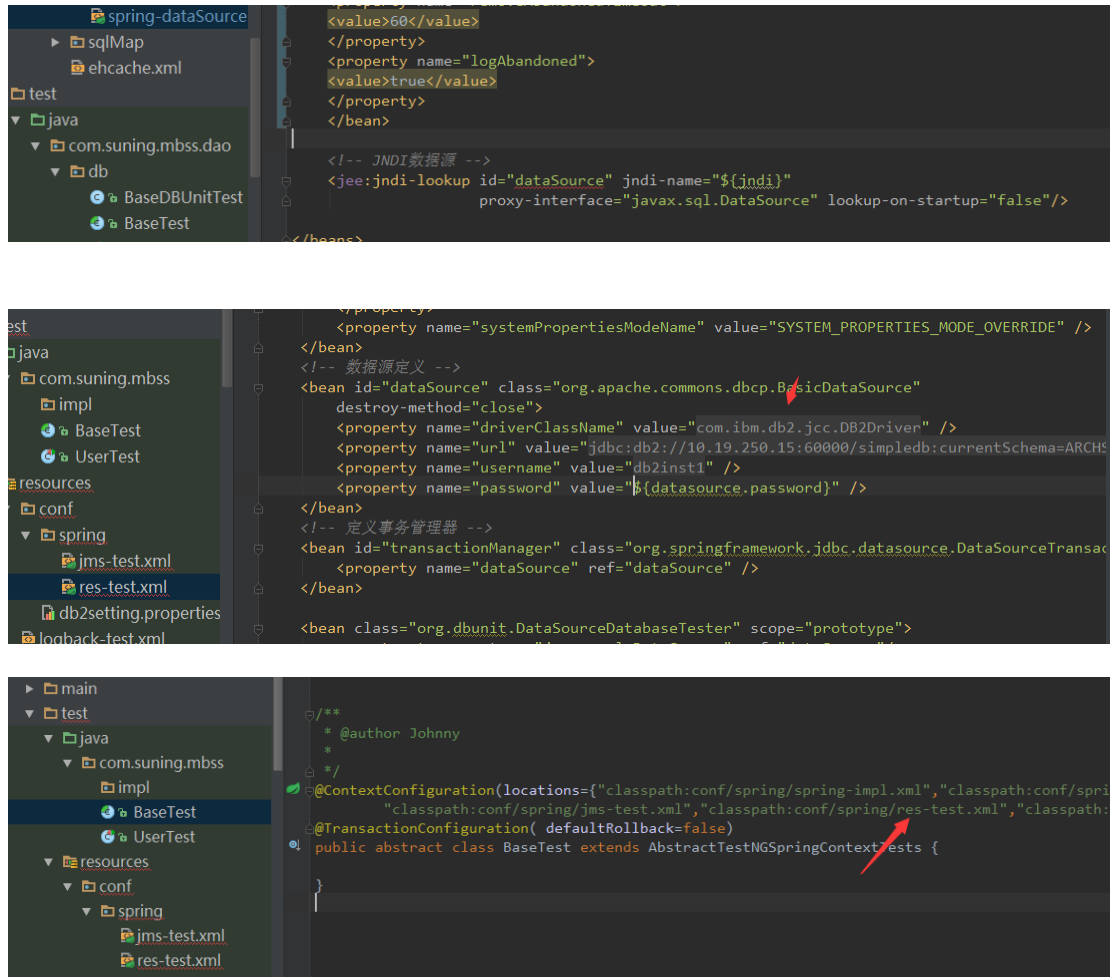 spring-dataSource
sqlMap
ehcache.xml
test
java
com.suning.mbss.dao
db
BaseDBUnitTest
BaseTest
<value>60</value>
</property>
<property name="logAbandoned">
<value>true</value>
</property>
</bean>
<!-- JNDI数据源 -->
<jee:jndi-lookup id="dataSource" jndi-name="${jndi}"
proxy-interface="javax.sql.DataSource" lookup-on-startup="false"/>
</beans>
est
java
com.suning.mbss
impl
BaseTest
UserTest
resources
conf
spring
jms-test.xml
res-test.xml
db2setting.properties
logback-test.xml
</property>
<property name="systemPropertiesModeName" value="SYSTEM_PROPERTIES_MODE_OVERRIDE" />
</bean>
<!-- 数据源定义 -->
<bean id="dataSource" class="org.apache.commons.dbcp.BasicDataSource"
destroy-method="close">
<property name="driverClassName" value="com.ibm.db2.jcc.DB2Driver" />
<property name="url" value="jdbc:db2://10.19.250.15:60000/simpledb:currentSchema=ARCHS
<property name="username" value="db2inst1" />
<property name="password" value="${datasource.password}" />
</bean>
<!-- 定义事务管理器 -->
<bean id="transactionManager" class="org.springframework.jdbc.datasource.DataSourceTransac
<property name="dataSource" ref="dataSource" />
</bean>
<bean class="org.dbunit.DataSourceDatabaseTester" scope="prototype">
main
test
java
com.suning.mbss
impl
BaseTest
UserTest
resources
conf
spring
jms-test.xml
res-test.xml
/**
* @author Johnny
*
*/
@ContextConfiguration(locations={"classpath:conf/spring/spring-impl.xml","classpath:conf/spri
"classpath:conf/spring/jms-test.xml","classpath:conf/spring/res-test.xml","classpath:
@TransactionConfiguration( defaultRollback=false)
public abstract class BaseTest extends AbstractTestNGSpringContextTests {
}